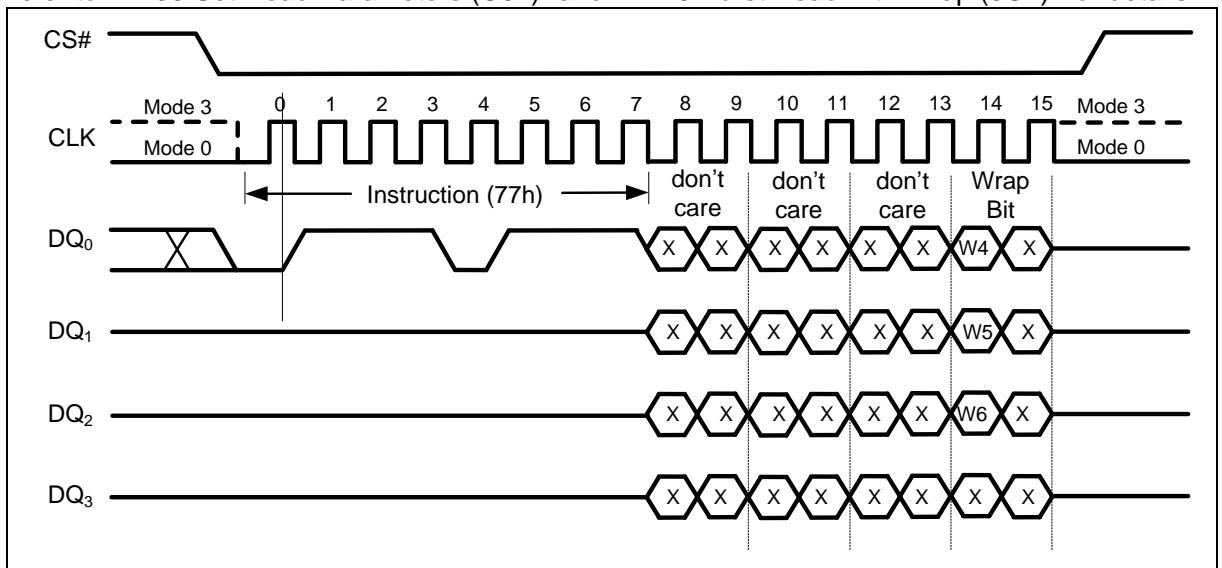 CS#
Mode 3
0 1 2 3 4 5 6 7 8 9 10 11 12 13 14 15
Mode 3
CLK
Mode 0
Mode 0
Instruction (77h)
don't care
don't care
don't care
Wrap Bit
DQ0
X X X X X X W4 X
DQ1
X X X X X X W5 X
DQ2
X X X X X X W6 X
DQ3
X X X X X X X X